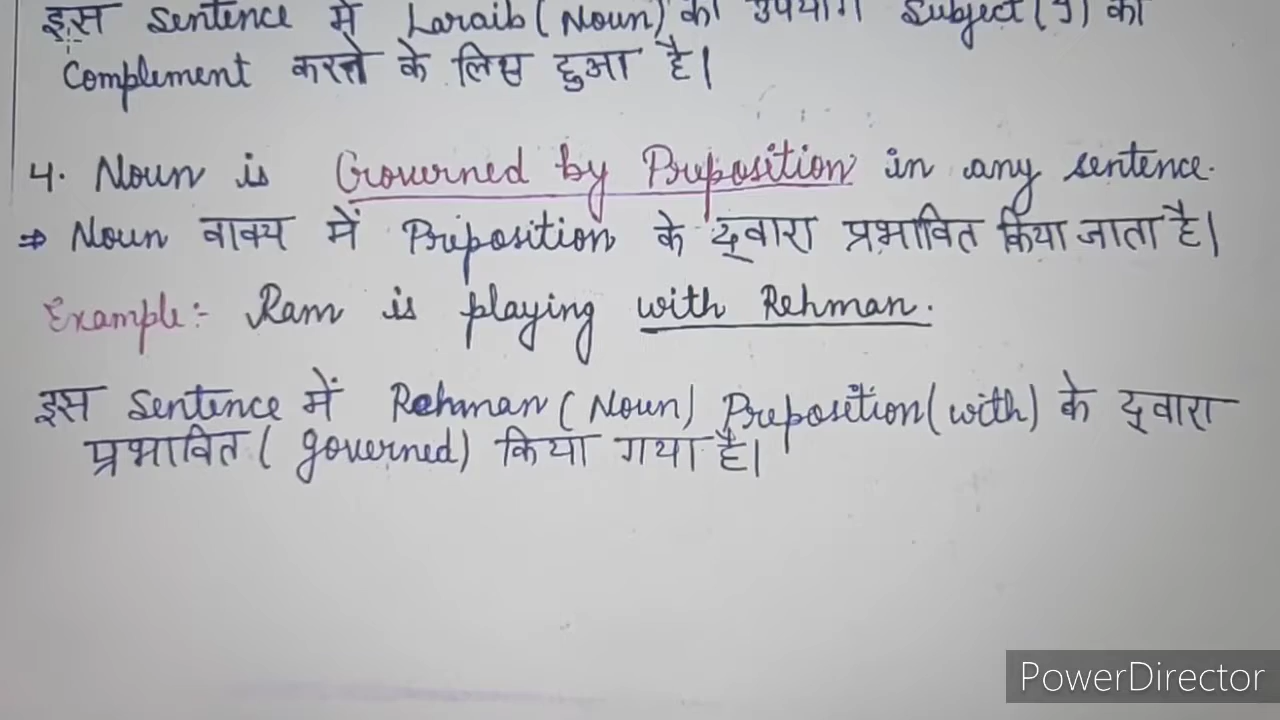 इस sentence में Laraib (Noun) का उपयोग Subject (I) को
Complement करने के लिए हुआ है।
4. Noun is Governed by Preposition in any sentence.
⇒ Noun वाक्य में Preposition के द्वारा प्रभावित किया जाता है।
Example:- Ram is playing with Rehman.
इस sentence में Rehman (Noun) Preposition (with) के द्वारा
प्रभावित (governed) किया गया है।
PowerDirector